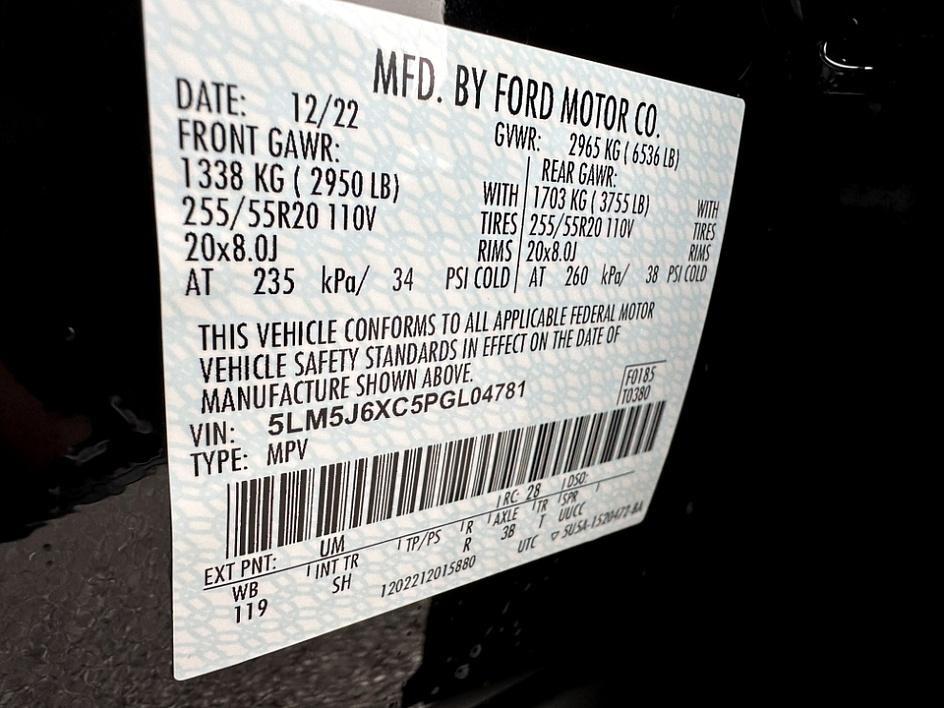 MFD. BY FORD MOTOR CO.
DATE: 12/22 GVWR: 2965 KG ( 6536 LB)
FRONT GAWR: REAR GAWR:
1338 KG ( 2950 LB) WITH 1703 KG ( 3755 LB) WITH
255/55R20 110V TIRES 255/55R20 110V TIRES
20x8.0J RIMS 20x8.0J RIMS
AT 235 kPa/ 34 PSI COLD AT 260 kPa/ 38 PSI COLD
THIS VEHICLE CONFORMS TO ALL APPLICABLE FEDERAL MOTOR
VEHICLE SAFETY STANDARDS IN EFFECT ON THE DATE OF
MANUFACTURE SHOWN ABOVE.
F0185
T0380
VIN: 5LM5J6XC5PGL04781
TYPE: MPV
EXT PNT: UM RC: 28 DSO:
WB INT TR TP/PS R AXLE TR SPR
119 SH R 3B T UUCC
1202212015880 UTC ▽ 5U5A-1520472-BA